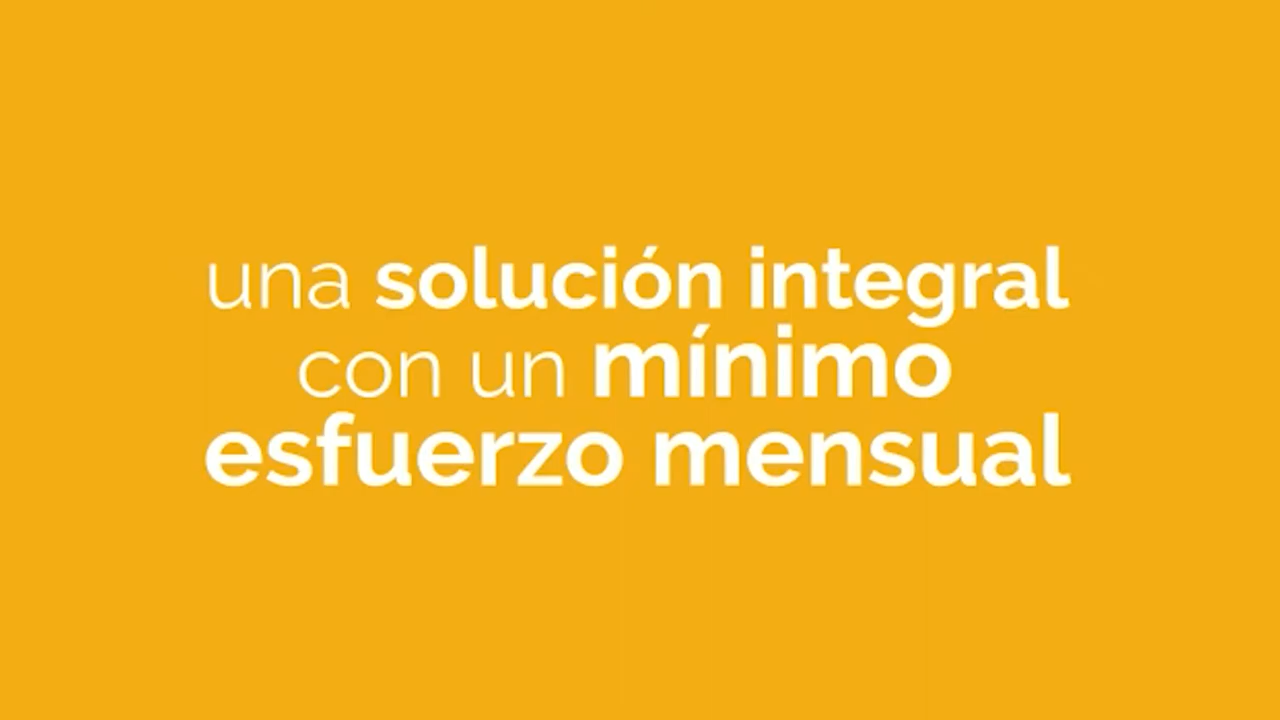 una solución integral
con un mínimo
esfuerzo mensual